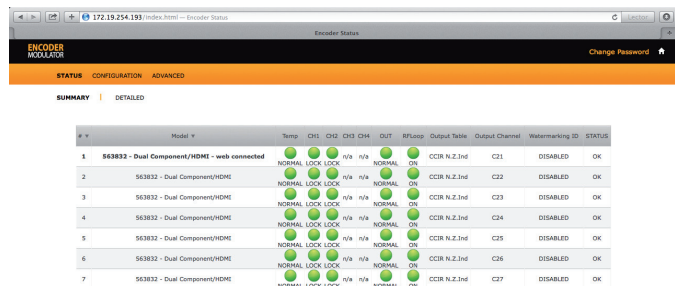 172.19.254.193/index.html — Encoder Status
Lector
Encoder Status
ENCODER
MODULATOR
Change Password
STATUS CONFIGURATION ADVANCED
SUMMARY | DETAILED
# Model Temp CH1 CH2 CH3 CH4 OUT RFLoop Output Table Output Channel Watermarking ID STATUS
1 563832 - Dual Component/HDMI - web connected NORMAL LOCK LOCK n/a n/a NORMAL ON CCIR N.Z.Ind C21 DISABLED OK
2 563832 - Dual Component/HDMI NORMAL LOCK LOCK n/a n/a NORMAL ON CCIR N.Z.Ind C22 DISABLED OK
3 563832 - Dual Component/HDMI NORMAL LOCK LOCK n/a n/a NORMAL ON CCIR N.Z.Ind C23 DISABLED OK
4 563832 - Dual Component/HDMI NORMAL LOCK LOCK n/a n/a NORMAL ON CCIR N.Z.Ind C24 DISABLED OK
5 563832 - Dual Component/HDMI NORMAL LOCK LOCK n/a n/a NORMAL ON CCIR N.Z.Ind C25 DISABLED OK
6 563832 - Dual Component/HDMI NORMAL LOCK LOCK n/a n/a NORMAL ON CCIR N.Z.Ind C26 DISABLED OK
7 563832 - Dual Component/HDMI NORMAL LOCK LOCK n/a n/a NORMAL ON CCIR N.Z.Ind C27 DISABLED OK